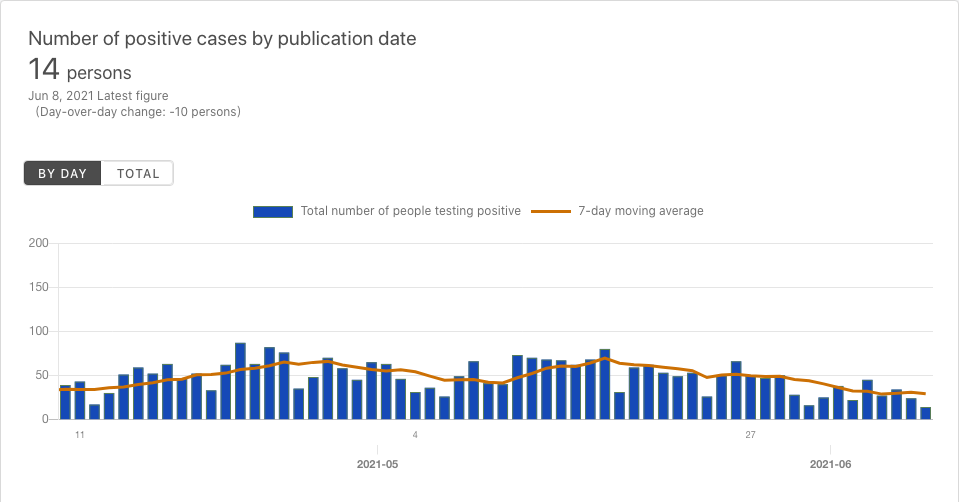 Number of positive cases by publication date
14 persons
Jun 8, 2021 Latest figure
(Day-over-day change: -10 persons)
BY DAY TOTAL
Total number of people testing positive 7-day moving average
200
150
100
50
0
11 4 27
2021-05 2021-06